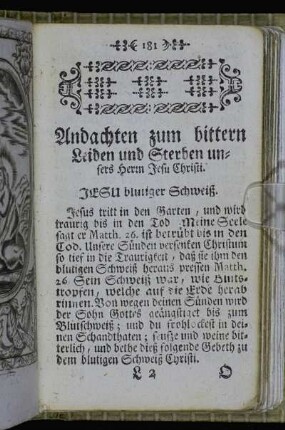 181
Andachten zum bittern
Leiden und Sterben un-
sers Herrn Jesu Christi.
JESU blutiger Schweiß.
Jesus tritt in den Garten, und wird
traurig bis in den Tod. Meine Seele
sagt er Matth. 26. ist betrübt bis in den
Tod. Unsere Sünden versenken Christum
so tief in die Traurigkeit, daß sie ihm den
blutigen Schweiß heraus pressen Matth.
26. Sein Schweiß war, wie Bluts-
tropfen, welche auf die Erde herab
rinnen. Von wegen deinen Sünden wird
der Sohn Gottes geängstiget bis zum
Blutschweiß; und du frohlockest in dei-
nen Schandthaten; seufze und weine bit-
terlich, und bethe dieß folgende Gebeth zu
dem blutigen Schweiß Christi.
L 2 O